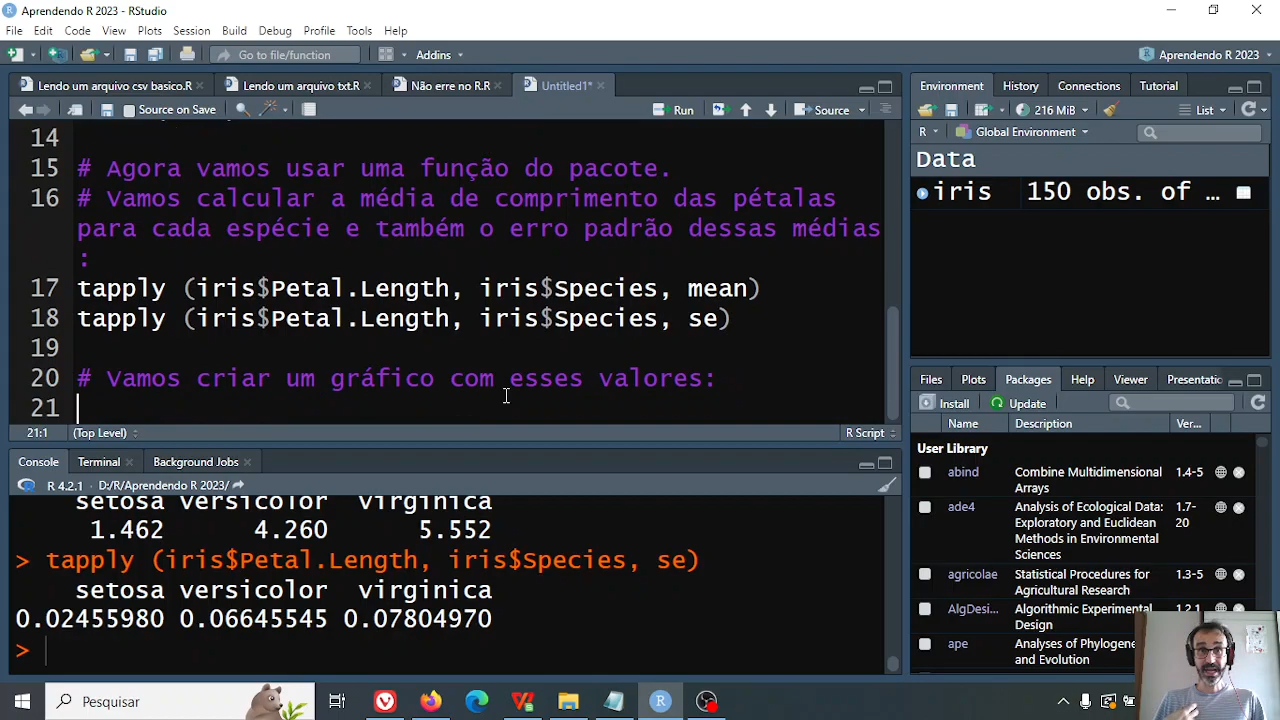 Aprendendo R 2023 - RStudio
File Edit Code View Plots Session Build Debug Profile Tools Help
Go to file/function Addins Aprendendo R 2023
Lendo um arquivo csv basico.R Lendo um arquivo txt.R Não erre no R.R Untitled1*
Source on Save Run Source
14
15 # Agora vamos usar uma função do pacote.
16 # Vamos calcular a média de comprimento das pétalas
para cada espécie e também o erro padrão dessas médias
:
17 tapply (iris$Petal.Length, iris$Species, mean)
18 tapply (iris$Petal.Length, iris$Species, se)
19
20 # Vamos criar um gráfico com esses valores:
21
21:1 (Top Level) R Script
Console Terminal Background Jobs
R 4.2.1 · D:/R/Aprendendo R 2023/
setosa versicolor virginica
1.462 4.260 5.552
> tapply (iris$Petal.Length, iris$Species, se)
setosa versicolor virginica
0.02455980 0.06645545 0.07804970
>
Environment History Connections Tutorial
216 MiB List
R Global Environment
Data
iris 150 obs. of …
Files Plots Packages Help Viewer Presentatic
Install Update
Name Description Ver...
User Library
abind Combine Multidimensional Arrays 1.4-5
ade4 Analysis of Ecological Data: Exploratory and Euclidean Methods in Environmental Sciences 1.7-20
agricolae Statistical Procedures for Agricultural Research 1.3-5
AlgDesi... Algorithmic Experimental Design 1.2.1
ape Analyses of Phylogene and Evolution
Pesquisar